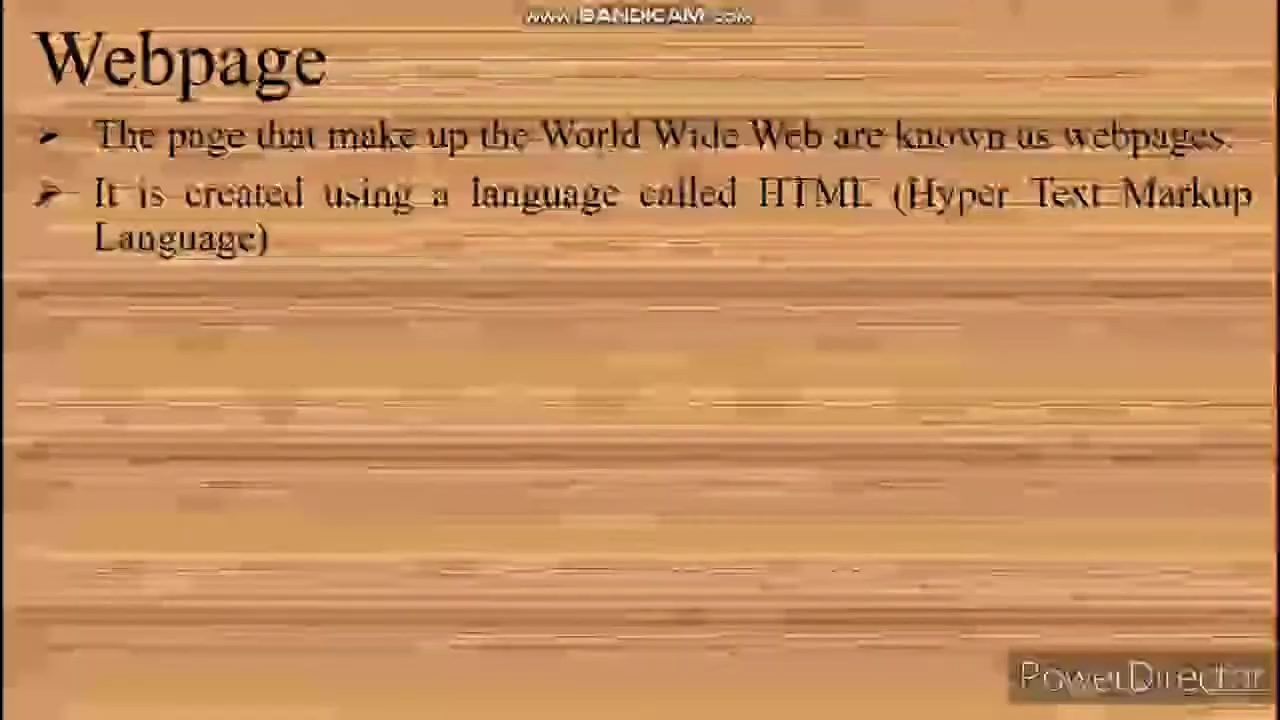 www.BANDICAM.com
Webpage
➤ The page that make up the World Wide Web are known as webpages.
➤ It is created using a language called HTML (Hyper Text Markup
Language)
PowerDirector